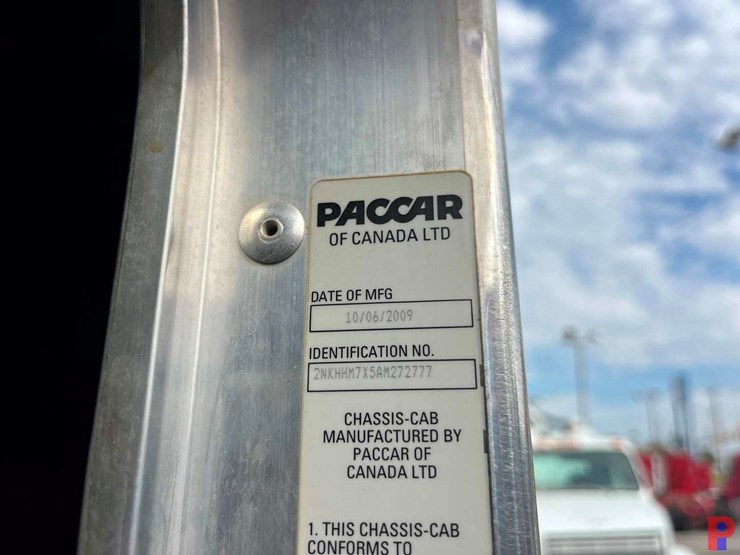 PACCAR
OF CANADA LTD
DATE OF MFG
10/06/2009
IDENTIFICATION NO.
2NKHHM7X5AM272777
CHASSIS-CAB
MANUFACTURED BY
PACCAR OF
CANADA LTD
1. THIS CHASSIS-CAB
CONFORMS TO